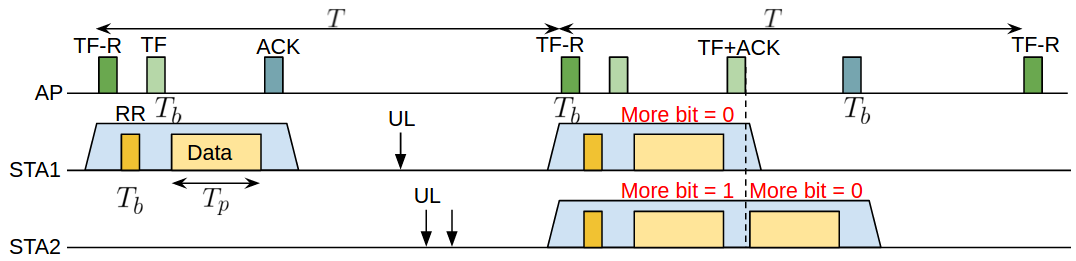 T T
TF-R TF ACK TF-R TF+ACK TF-R
AP
RR T_b T_b More bit = 0 T_b
UL
Data
STA1
T_b T_p More bit = 1 More bit = 0
UL
STA2